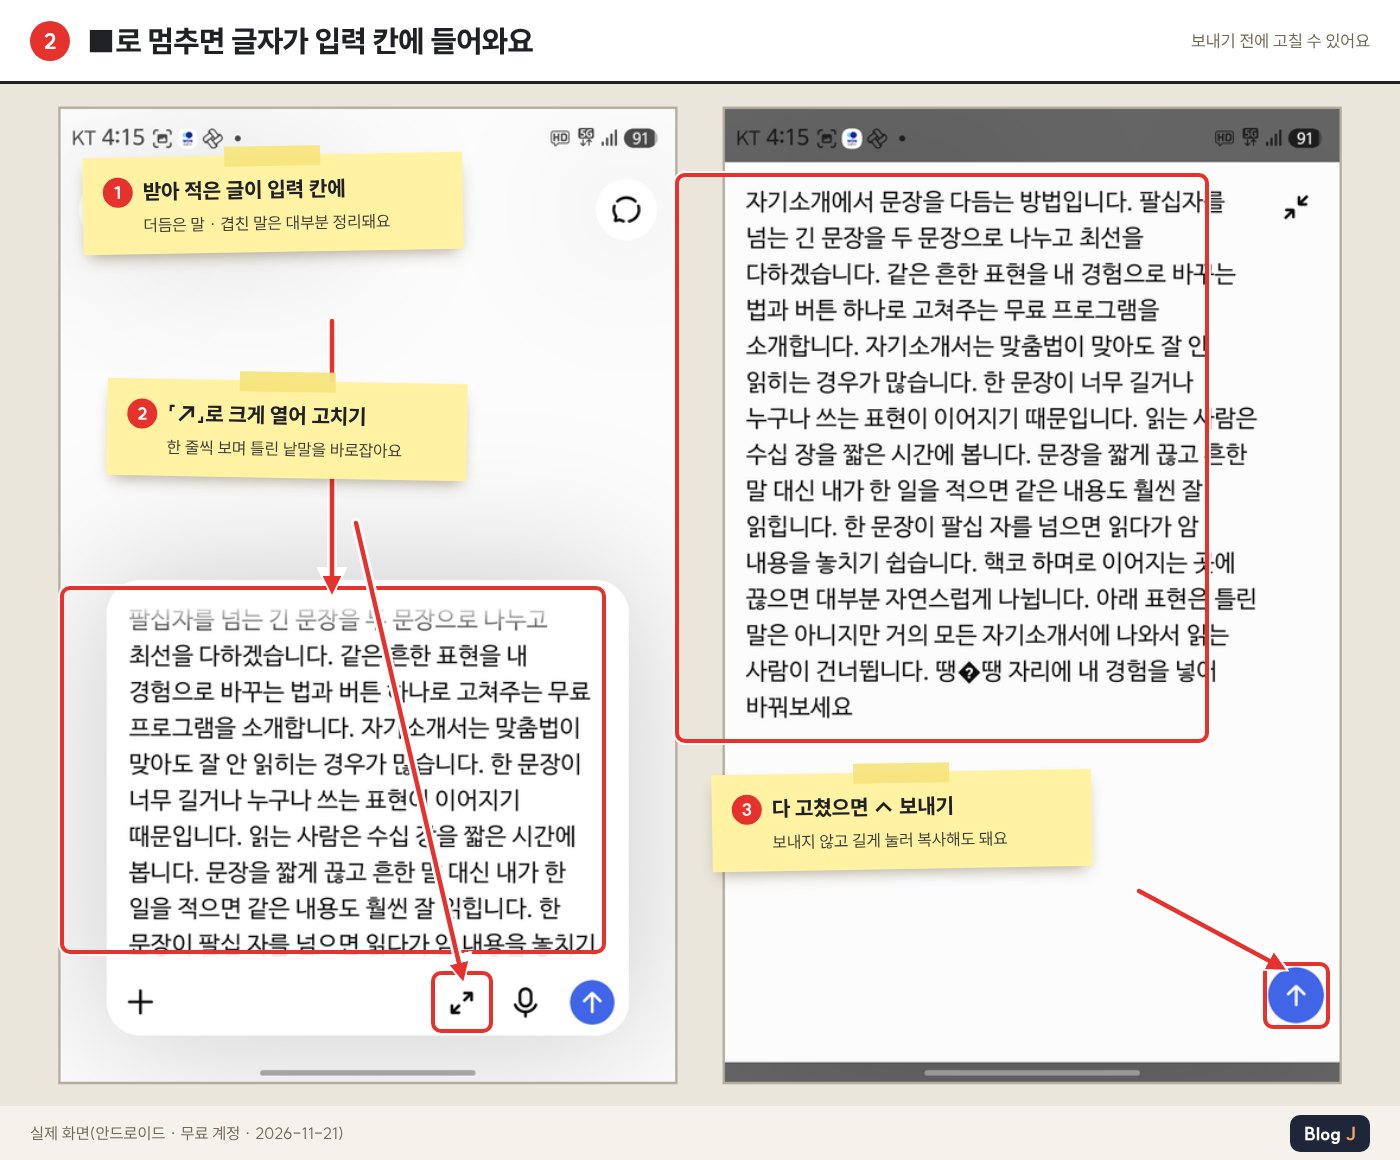 2 ■로 멈추면 글자가 입력 칸에 들어와요
보내기 전에 고칠 수 있어요
KT 4:15
HD 5G 91
1 받아 적은 글이 입력 칸에
더듬은 말 · 겹친 말은 대부분 정리돼요
2 「↗」로 크게 열어 고치기
한 줄씩 보며 틀린 낱말을 바로잡아요
팔십자를 넘는 긴 문장을 두 문장으로 나누고
최선을 다하겠습니다. 같은 흔한 표현을 내
경험으로 바꾸는 법과 버튼 하나로 고쳐주는 무료
프로그램을 소개합니다. 자기소개서는 맞춤법이
맞아도 잘 안 읽히는 경우가 많습니다. 한 문장이
너무 길거나 누구나 쓰는 표현이 이어지기
때문입니다. 읽는 사람은 수십 장을 짧은 시간에
봅니다. 문장을 짧게 끊고 흔한 말 대신 내가 한
일을 적으면 같은 내용도 훨씬 잘 읽힙니다. 한
문장이 팔십 자를 넘으면 읽다가 암 내용을 놓치기
KT 4:15
HD 5G 91
자기소개에서 문장을 다듬는 방법입니다. 팔십자를
넘는 긴 문장을 두 문장으로 나누고 최선을
다하겠습니다. 같은 흔한 표현을 내 경험으로 바꾸는
법과 버튼 하나로 고쳐주는 무료 프로그램을
소개합니다. 자기소개서는 맞춤법이 맞아도 잘 안
읽히는 경우가 많습니다. 한 문장이 너무 길거나
누구나 쓰는 표현이 이어지기 때문입니다. 읽는 사람은
수십 장을 짧은 시간에 봅니다. 문장을 짧게 끊고 흔한
말 대신 내가 한 일을 적으면 같은 내용도 훨씬 잘
읽힙니다. 한 문장이 팔십 자를 넘으면 읽다가 암
내용을 놓치기 쉽습니다. 핵코 하며로 이어지는 곳에
끊으면 대부분 자연스럽게 나뉩니다. 아래 표현은 틀린
말은 아니지만 거의 모든 자기소개서에 나와서 읽는
사람이 건너뜁니다. 땡�땡 자리에 내 경험을 넣어
바꿔보세요
3 다 고쳤으면 ㅅ 보내기
보내지 않고 길게 눌러 복사해도 돼요
실제 화면(안드로이드 · 무료 계정 · 2026-11-21)
Blog J